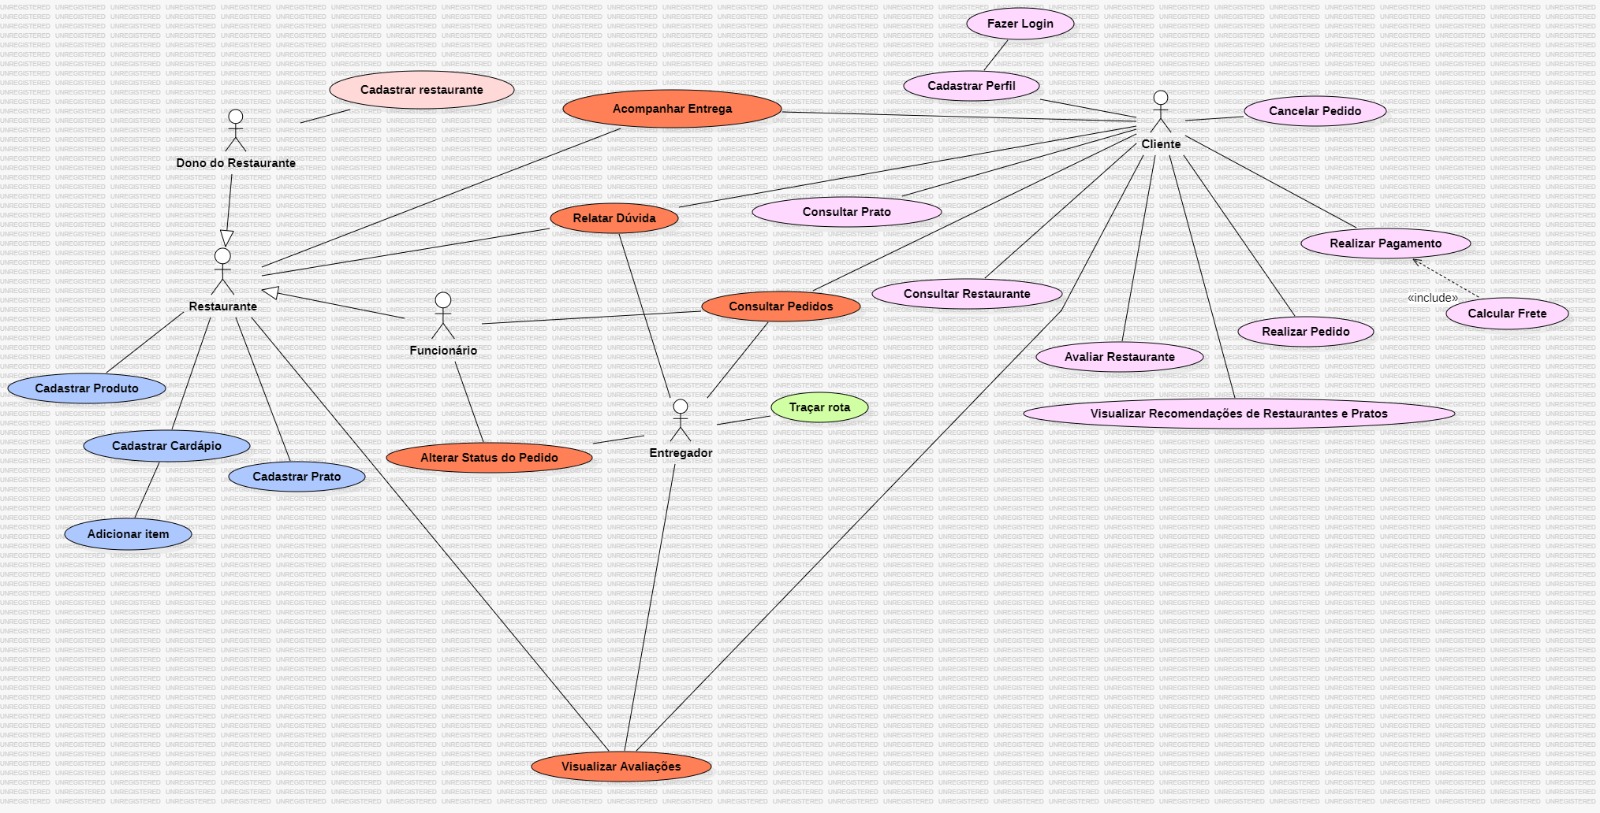 Fazer Login
Cadastrar restaurante
Cadastrar Perfil
Acompanhar Entrega
Cancelar Pedido
Dono do Restaurante
Cliente
Relatar Dúvida
Consultar Prato
Realizar Pagamento
Restaurante
Consultar Pedidos
Consultar Restaurante
«include»
Calcular Frete
Funcionário
Realizar Pedido
Avaliar Restaurante
Cadastrar Produto
Traçar rota
Visualizar Recomendações de Restaurantes e Pratos
Cadastrar Cardápio
Alterar Status do Pedido
Entregador
Cadastrar Prato
Adicionar item
Visualizar Avaliações
UNREGISTERED